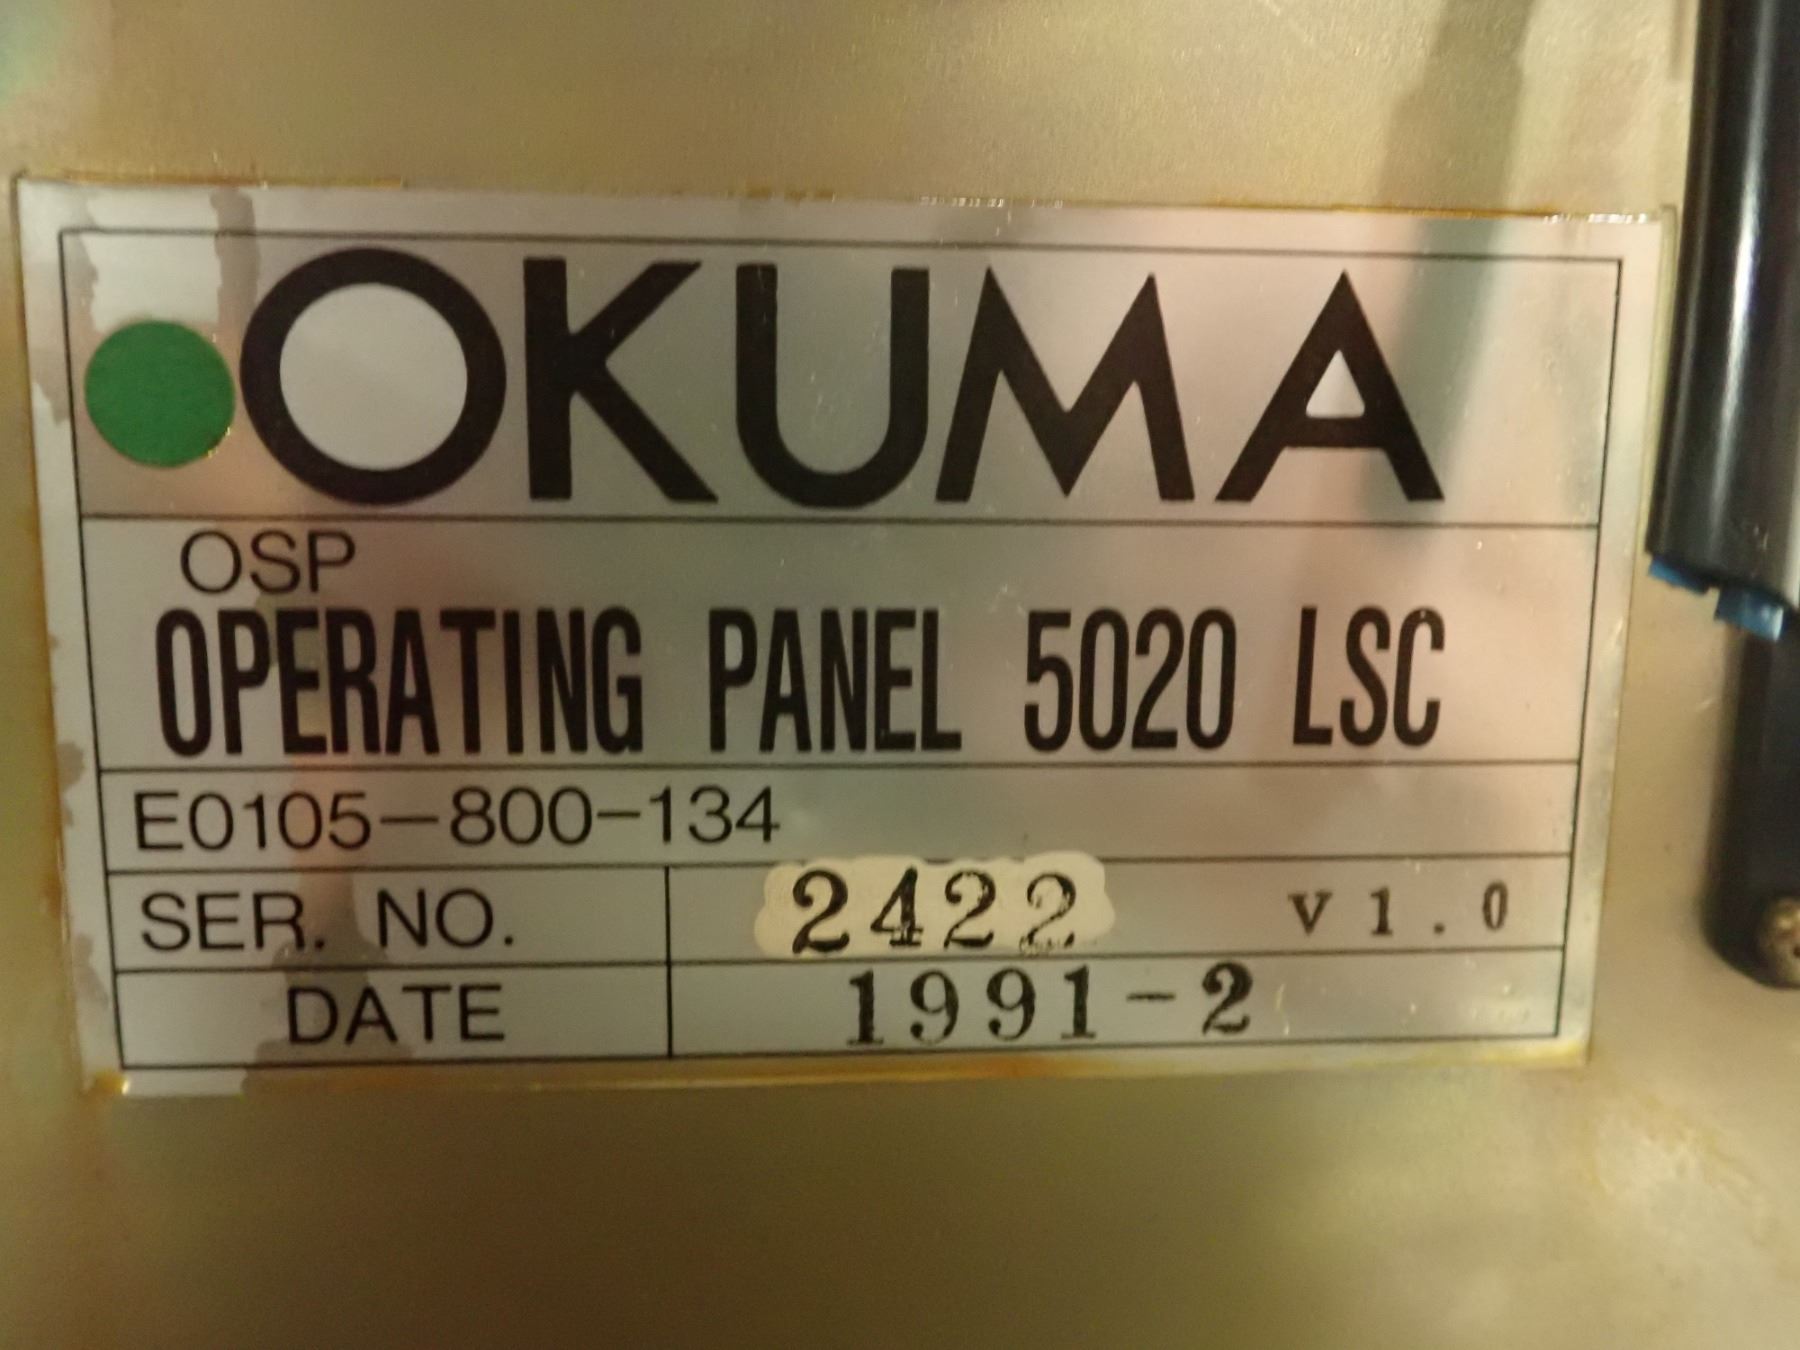 OKUMA
OSP
OPERATING PANEL 5020 LSC
E0105-800-134
SER. NO. 2422 V1.0
DATE 1991-2